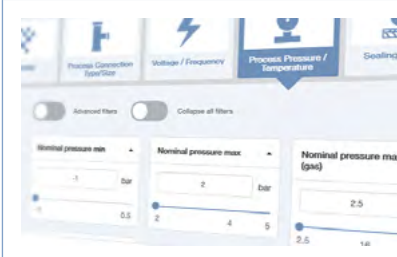 Process Connection
Type/Size
Voltage / Frequency
Process Pressure /
Temperature
Sealing
Advanced filters
Collapse all filters
Nominal pressure min
Nominal pressure max
Nominal pressure ma
(gas)
-1
bar
2
bar
2.5
-1
0.5
2
4
5
2.5
16